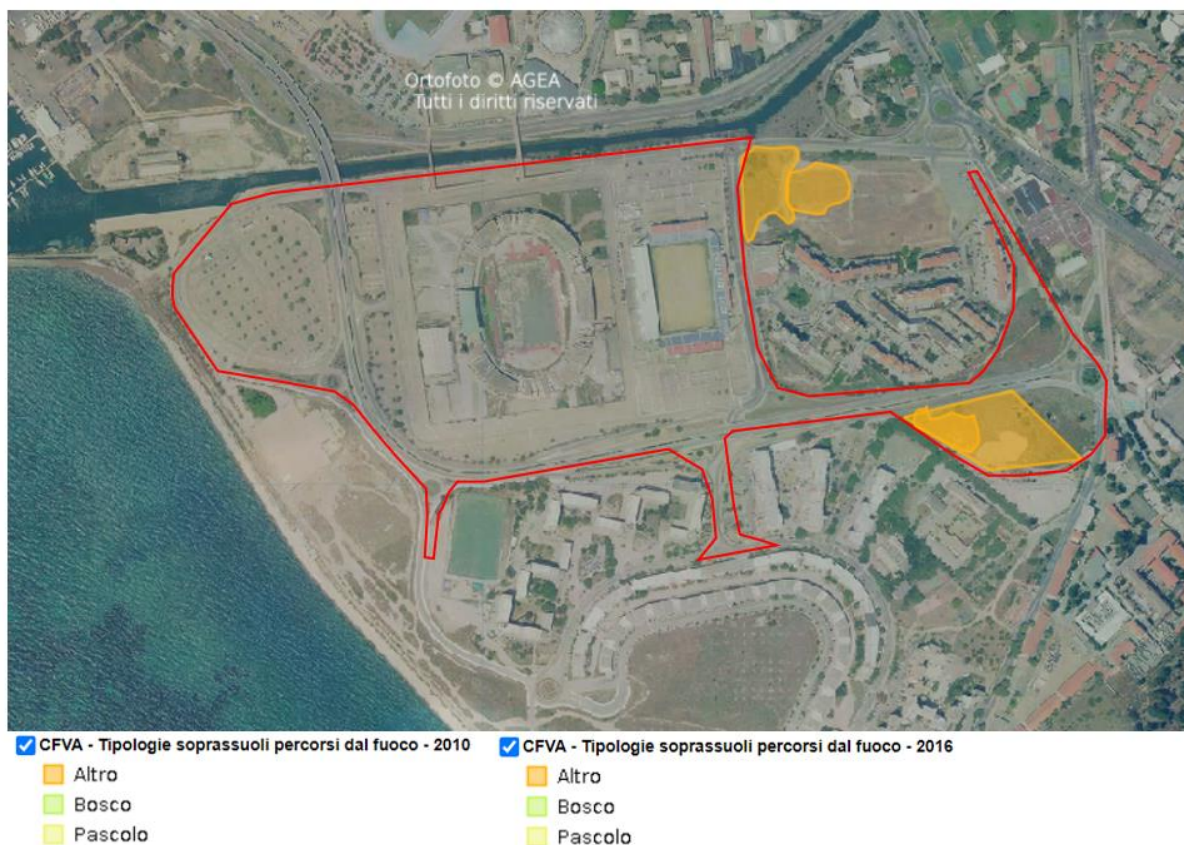 Ortofoto © AGEA
Tutti i diritti riservati
CFVA - Tipologie soprassuoli percorsi dal fuoco - 2010
Altro
Bosco
Pascolo
CFVA - Tipologie soprassuoli percorsi dal fuoco - 2016
Altro
Bosco
Pascolo